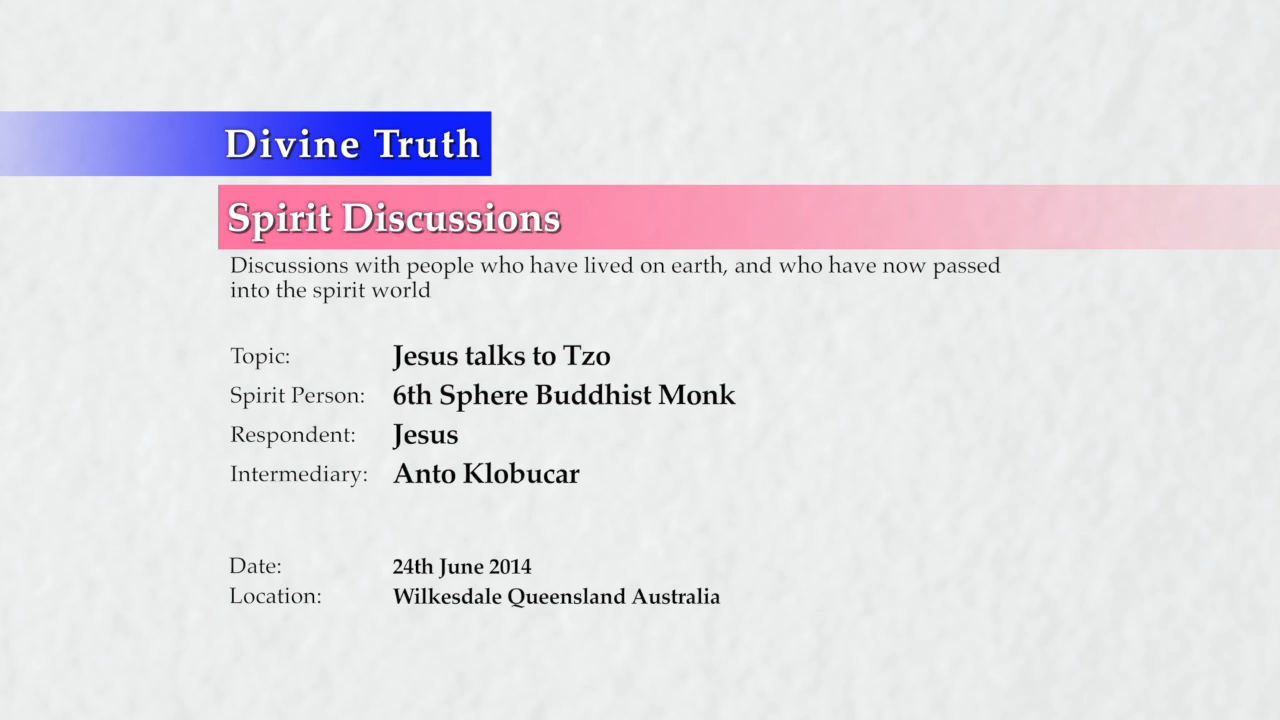 Divine Truth
Spirit Discussions
Discussions with people who have lived on earth, and who have now passed
into the spirit world
Topic: Jesus talks to Tzo
Spirit Person: 6th Sphere Buddhist Monk
Respondent: Jesus
Intermediary: Anto Klobucar
Date: 24th June 2014
Location: Wilkesdale Queensland Australia